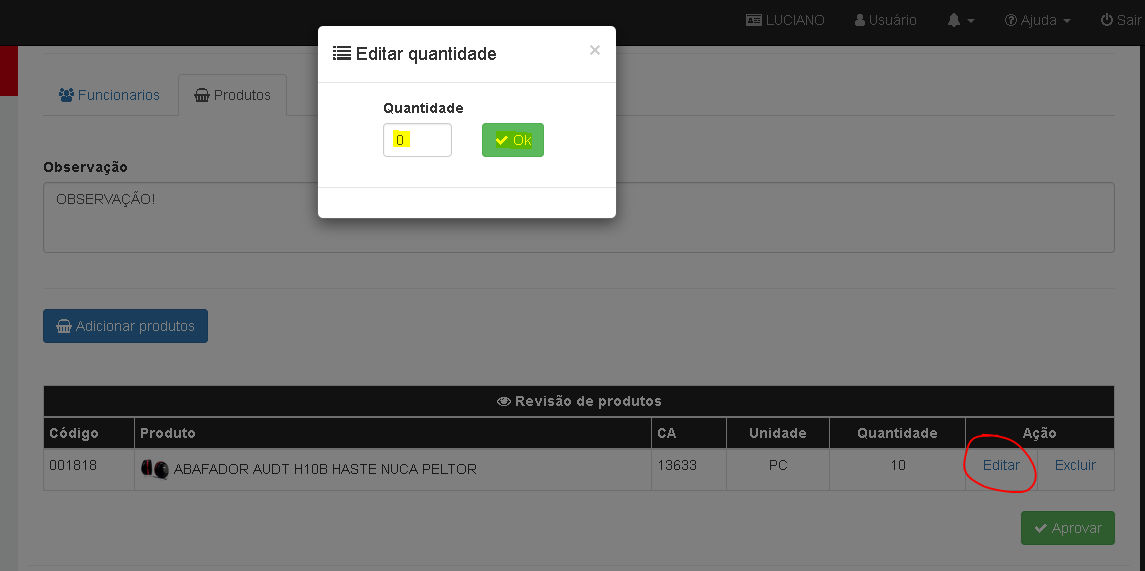 LUCIANO Usuário Ajuda Sair
Editar quantidade ×
Funcionarios Produtos
Quantidade
0 Ok
Observação
OBSERVAÇÃO!
Adicionar produtos
Revisão de produtos
Código Produto CA Unidade Quantidade Ação
001818 ABAFADOR AUDT H10B HASTE NUCA PELTOR 13633 PC 10 Editar Excluir
Aprovar